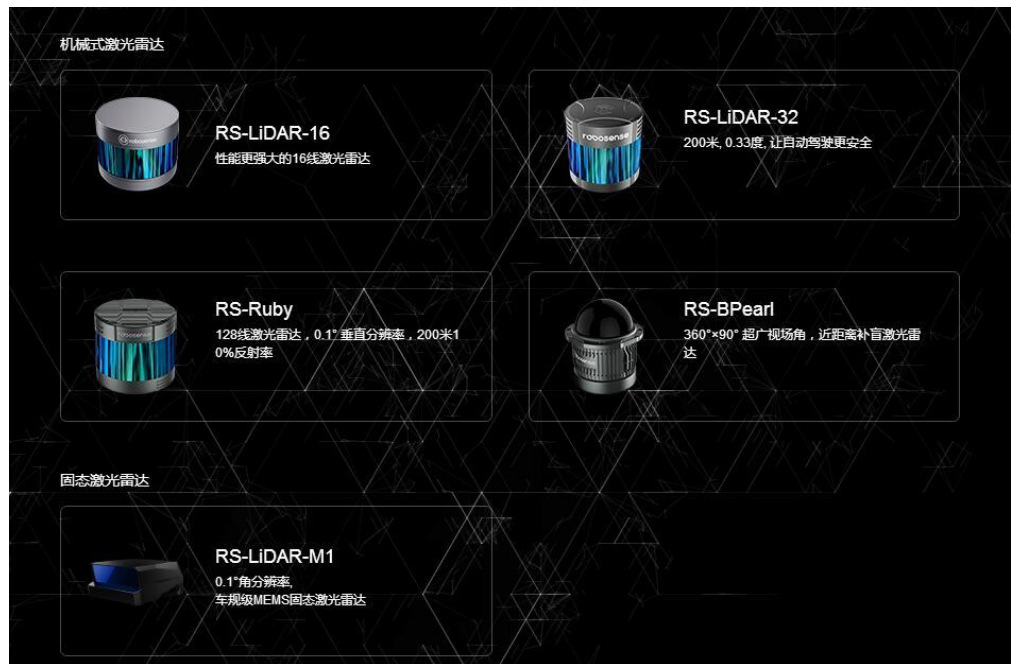 机械式激光雷达
RS-LiDAR-16
性能更强大的16线激光雷达
robosense
RS-LiDAR-32
200米, 0.33度, 让自动驾驶更安全
robosense
RS-Ruby
128线激光雷达，0.1° 垂直分辨率，200米1
0%反射率
robosense
RS-BPearl
360°×90° 超广视场角，近距离补盲激光雷
达
固态激光雷达
RS-LiDAR-M1
0.1°角分辨率,
车规级MEMS固态激光雷达